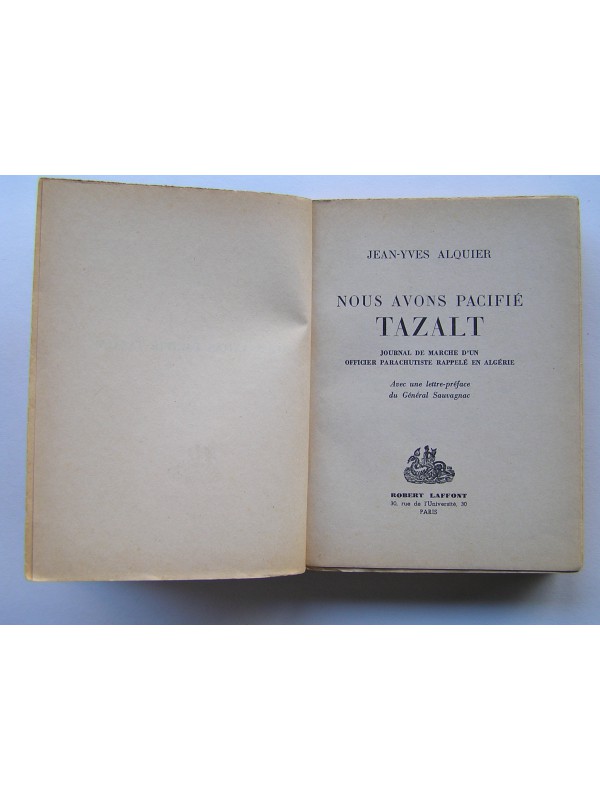 JEAN-YVES ALQUIER
NOUS AVONS PACIFIÉ
TAZALT
JOURNAL DE MARCHE D'UN
OFFICIER PARACHUTISTE RAPPELÉ EN ALGÉRIE
Avec une lettre-préface
du Général Sauvagnac
ROBERT LAFFONT
30, rue de l'Université, 30
PARIS